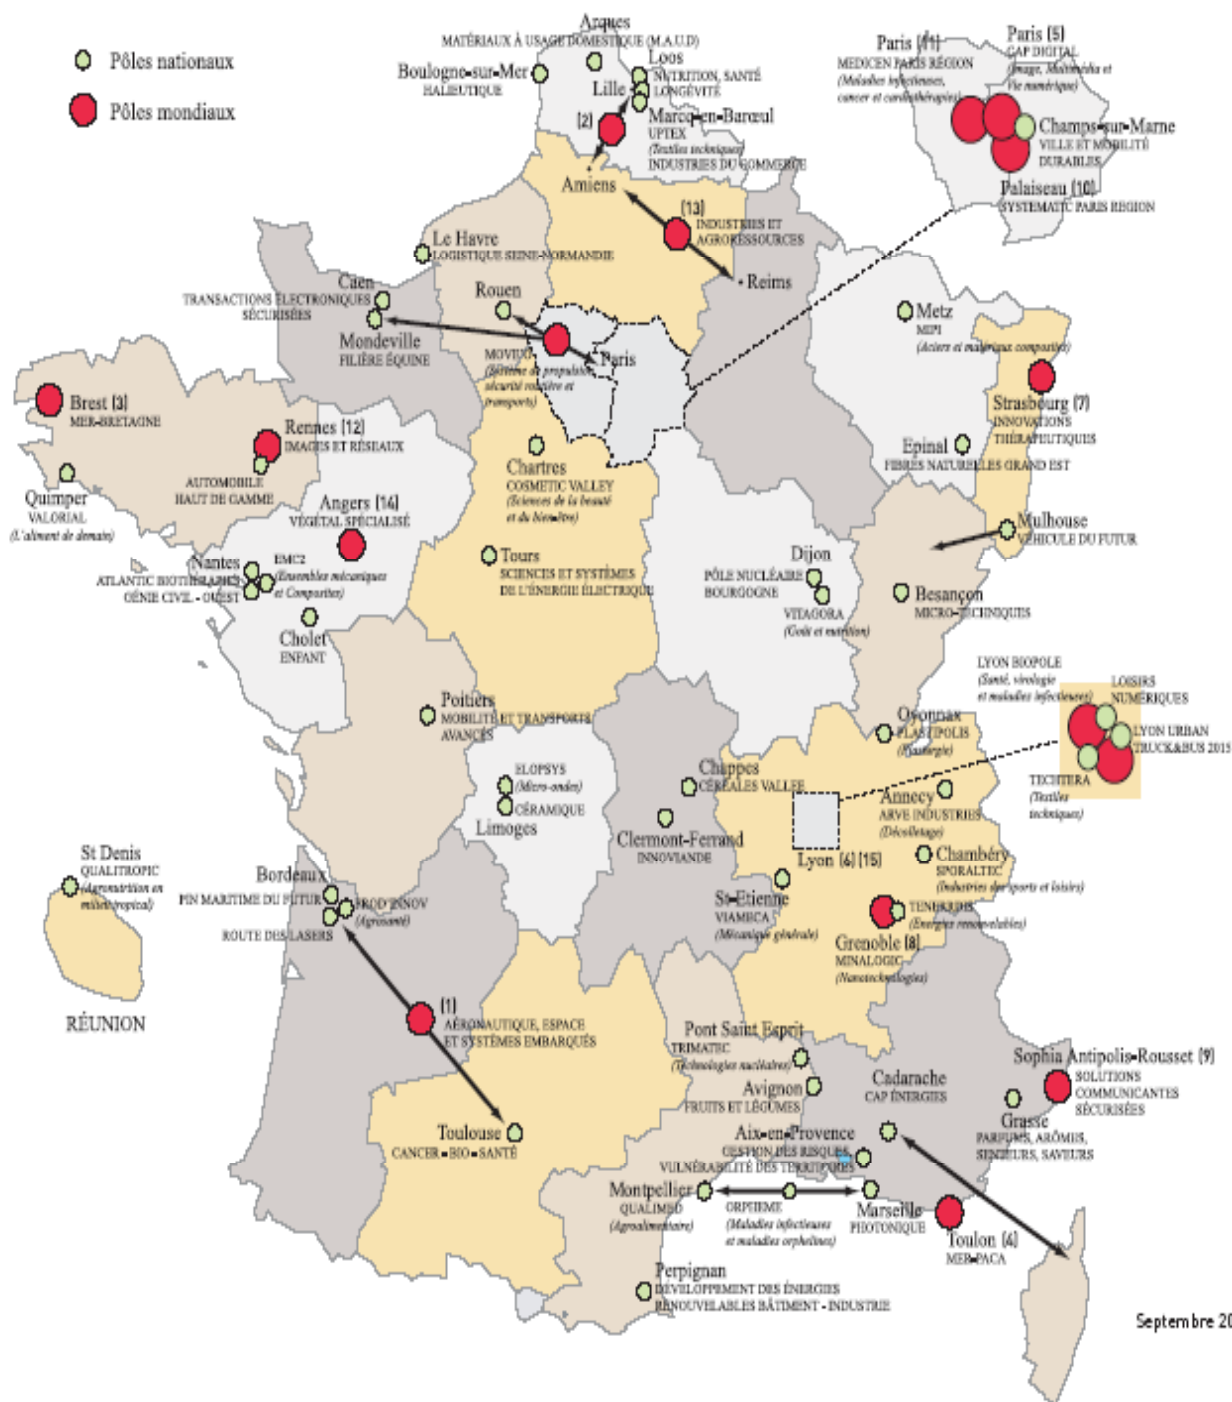 Pôles nationaux
Pôles mondiaux
Arques
MATÉRIAUX À USAGE DOMESTIQUE (M.A.U.D)
Boulogne-sur-Mer
HALIEUTIQUE
Loos
NUTRITION, SANTÉ
LONGÉVITÉ
Lille
(2)
Marcq-en-Barœul
UPTEX
(Textiles techniques)
INDUSTRIES DU COMMERCE
Amiens
(13)
INDUSTRIES ET
AGRORESSOURCES
Reims
Paris (11)
MEDICEN PARIS RÉGION
(Maladies infectieuses,
cancer et cardiothérapies)
Paris (5)
CAP DIGITAL
(Image, Multimédia et
Vie numérique)
Champs-sur-Marne
VILLE ET MOBILITÉ
DURABLES
Palaiseau (10)
SYSTEMATIC PARIS REGION
Le Havre
LOGISTIQUE SEINE-NORMANDIE
Caen
TRANSACTIONS ÉLECTRONIQUES
SÉCURISÉES
Mondeville
FILIÈRE ÉQUINE
Rouen
Paris
(Système de propulsion,
sécurité routière et
transports)
Metz
MIPI
(Aciers et matériaux composites)
Strasbourg (7)
INNOVATIONS
THÉRAPEUTIQUES
Epinal
FIBRES NATURELLES GRAND EST
Mulhouse
VÉHICULE DU FUTUR
Brest (3)
MER-BRETAGNE
Rennes (12)
IMAGES ET RÉSEAUX
AUTOMOBILE
HAUT DE GAMME
Quimper
VALORIAL
(L'aliment de demain)
Angers (14)
VÉGÉTAL SPÉCIALISÉ
Nantes
ATLANTIC BIOTHERAPIES
GÉNIE CIVIL - OUEST
EMC2
(Ensembles mécaniques
et Composites)
Cholet
ENFANT
Chartres
COSMETIC VALLEY
(Sciences de la beauté
et du bien-être)
Tours
SCIENCES ET SYSTÈMES
DE L'ÉNERGIE ÉLECTRIQUE
Dijon
PÔLE NUCLÉAIRE
BOURGOGNE
VITAGORA
(Goût et nutrition)
Besançon
MICRO-TECHNIQUES
Poitiers
MOBILITÉ ET TRANSPORTS
AVANCÉS
ELOPSYS
(Micro-ondes)
CÉRAMIQUE
Limoges
Chappes
CÉRÉALES VALLÉE
Clermont-Ferrand
INNOVIANDE
Oyonnax
PLASTIPOLIS
(Plasturgie)
LYON BIOPOLE
(Santé, virologie
et maladies infectieuses)
LOISIRS
NUMÉRIQUES
LYON URBAN
TRUCK&BUS 2015
TECHTERA
(Textiles
techniques)
Annecy
ARVE INDUSTRIES
(Décolletage)
Lyon (6) (15)
Chambéry
SPORALTEC
(Industries des sports et loisirs)
St-Etienne
VIAMECA
(Mécanique générale)
TENERRDIS
(Energies renouvelables)
Grenoble (8)
MINALOGIC
(Nanotechnologies)
St Denis
QUALITROPIC
(Agronutrition en
milieu tropical)
RÉUNION
Bordeaux
PIN MARITIME DU FUTUR
PROD'INNOV
(Agrosanté)
ROUTE DES LASERS
(1)
AÉRONAUTIQUE, ESPACE
ET SYSTÈMES EMBARQUÉS
Toulouse
CANCER-BIO-SANTÉ
Pont Saint Esprit
TRIMATEC
(Technologies nucléaires)
Avignon
FRUITS ET LÉGUMES
Cadarache
CAP ÉNERGIES
Sophia Antipolis-Rousset (9)
SOLUTIONS
COMMUNICANTES
SÉCURISÉES
Grasse
PARFUMS, ARÔMES,
SENTEURS, SAVEURS
Aix-en-Provence
GESTION DES RISQUES,
VULNÉRABILITÉ DES TERRITOIRES
Montpellier
QUALIMED
(Agroalimentaire)
ORPHEME
(Maladies infectieuses
et maladies orphelines)
Marseille
PHOTONIQUE
Toulon (4)
MER-PACA
Perpignan
DÉVELOPPEMENT DES ÉNERGIES
RENOUVELABLES BÂTIMENT - INDUSTRIE
Septembre 20